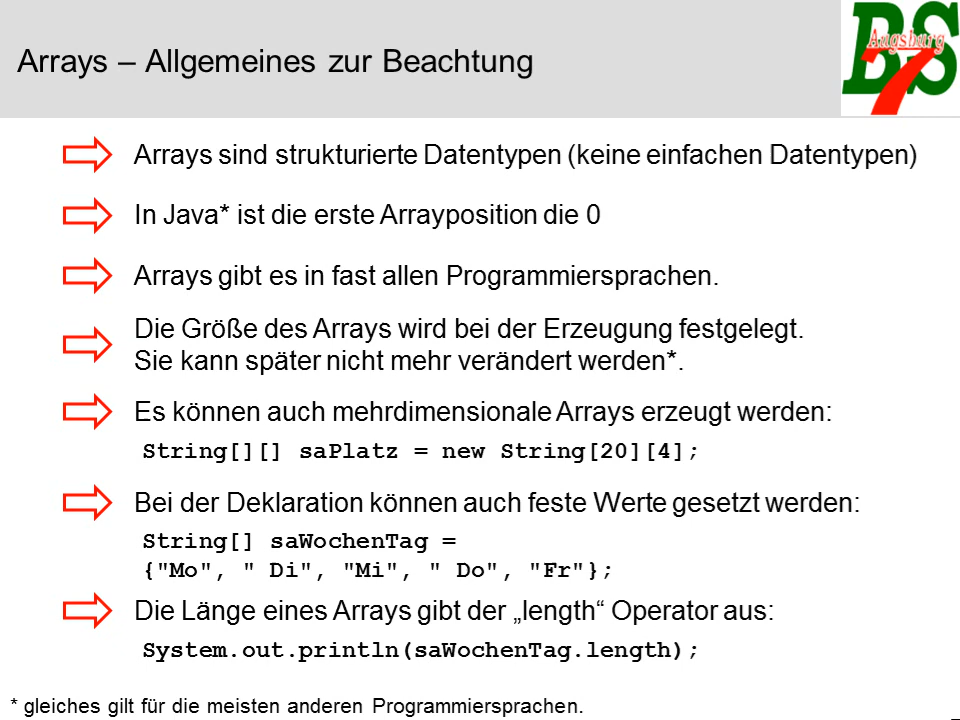 Arrays – Allgemeines zur Beachtung
BS
Augsburg
7
Arrays sind strukturierte Datentypen (keine einfachen Datentypen)
In Java* ist die erste Arrayposition die 0
Arrays gibt es in fast allen Programmiersprachen.
Die Größe des Arrays wird bei der Erzeugung festgelegt.
Sie kann später nicht mehr verändert werden*.
Es können auch mehrdimensionale Arrays erzeugt werden:
String[][] saPlatz = new String[20][4];
Bei der Deklaration können auch feste Werte gesetzt werden:
String[] saWochenTag =
{"Mo", " Di", "Mi", " Do", "Fr"};
Die Länge eines Arrays gibt der „length“ Operator aus:
System.out.println(saWochenTag.length);
* gleiches gilt für die meisten anderen Programmiersprachen.